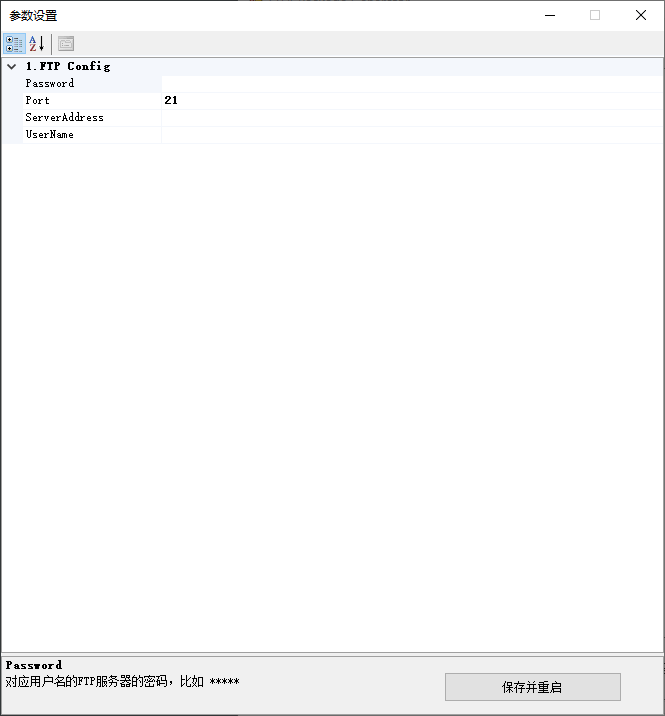 参数设置
1.FTP Config
Password
Port 21
ServerAddress
UserName
Password
对应用户名的FTP服务器的密码，比如 *****
保存并重启